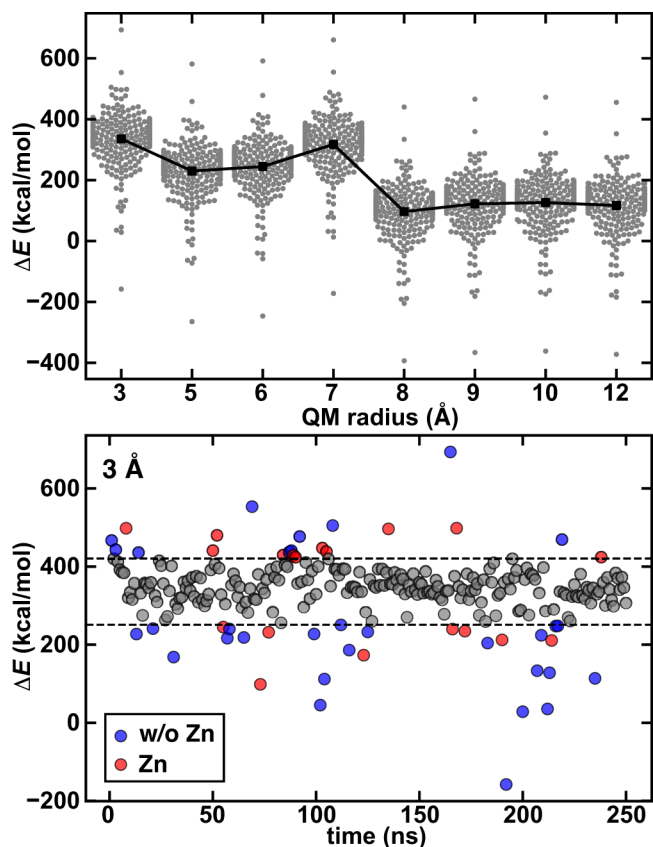 600
400
200
0
−200
−400
ΔE (kcal/mol)
3 5 6 7 8 9 10 12
QM radius (Å)
3 Å
600
400
200
0
−200
ΔE (kcal/mol)
w/o Zn
Zn
0 50 100 150 200 250
time (ns)